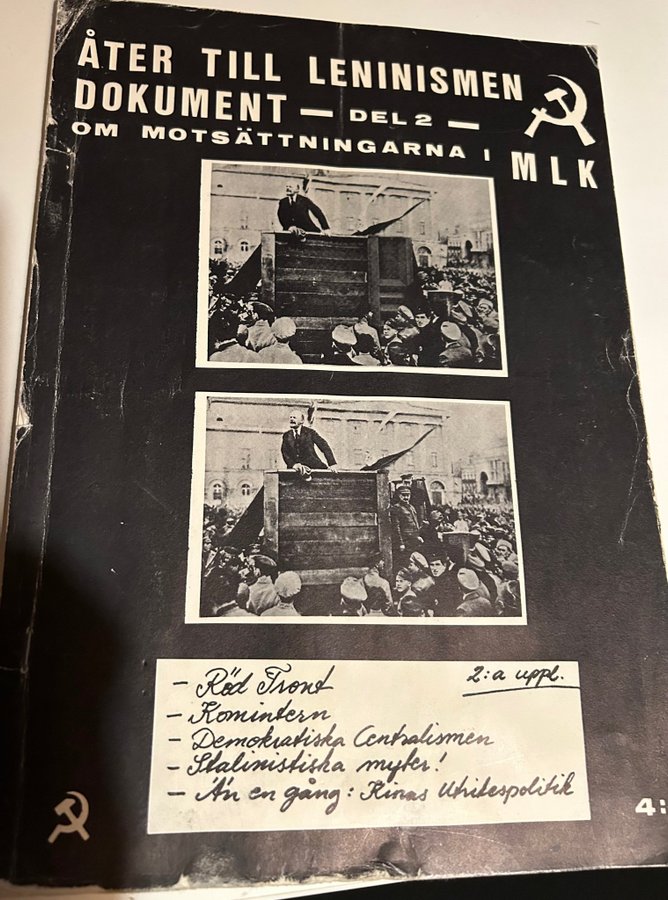 ÅTER TILL LENINISMEN
DOKUMENT — DEL 2 —
OM MOTSÄTTNINGARNA I MLK
2:a uppl.
- Röd Front
- Komintern
- Demokratiska Centralismen
- Stalinistiska myter!
- Än en gång: Kinas Utrikespolitik
4: